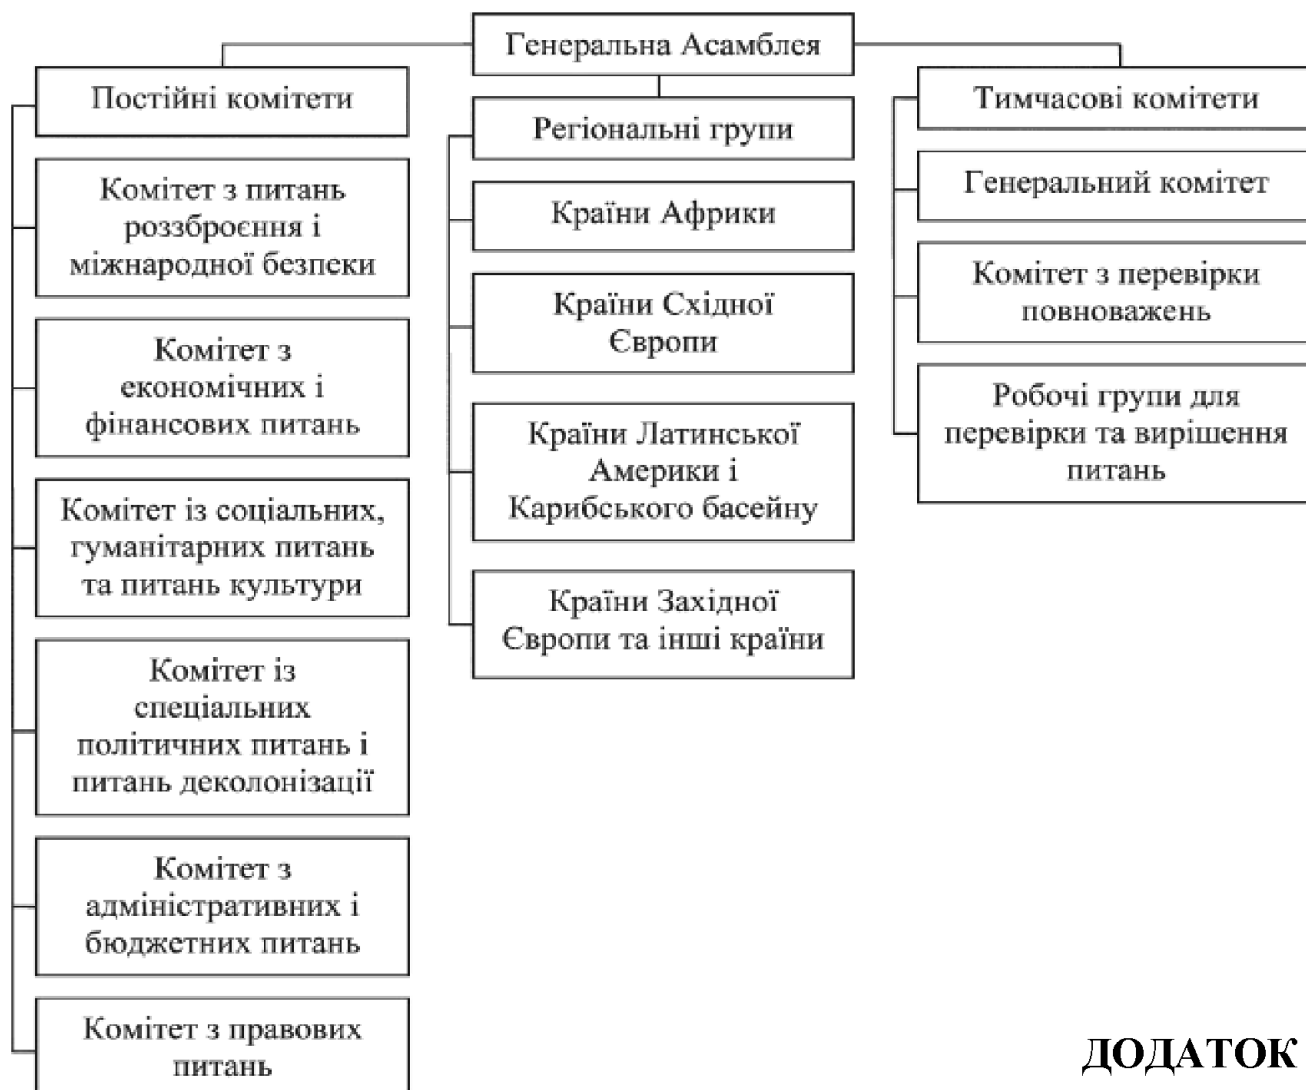 Генеральна Асамблея
Постійні комітети
Комітет з питань
роззброєння і
міжнародної безпеки
Комітет з
економічних і
фінансових питань
Комітет із соціальних,
гуманітарних питань
та питань культури
Комітет із
спеціальних
політичних питань і
питань деколонізації
Комітет з
адміністративних і
бюджетних питань
Комітет з правових
питань
Регіональні групи
Країни Африки
Країни Східної
Європи
Країни Латинської
Америки і
Карибського басейну
Країни Західної
Європи та інші країни
Тимчасові комітети
Генеральний комітет
Комітет з перевірки
повноважень
Робочі групи для
перевірки та вирішення
питань
ДОДАТОК